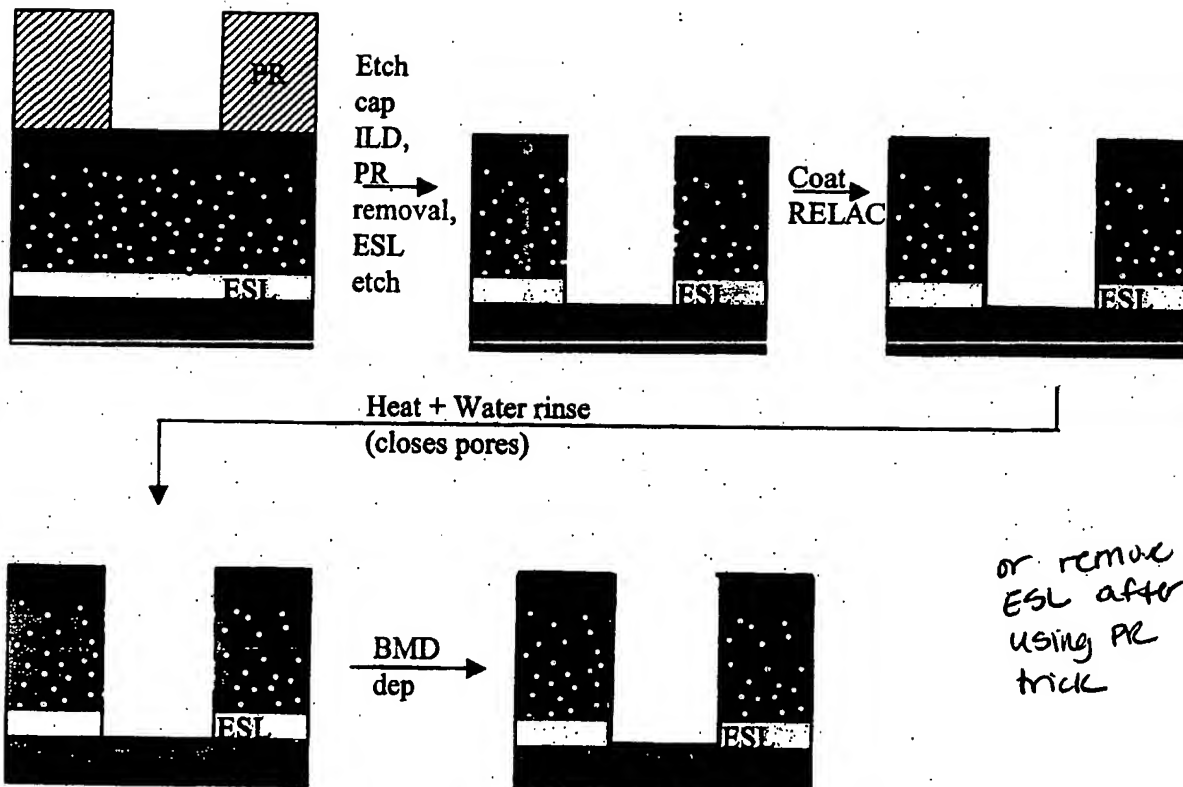 PR
Etch
cap
ILD,
PR
removal,
ESL
etch
Coat
RELAC
ESL
ESL
ESL
Heat + Water rinse
(closes pores)
BMD
dep
ESL
ESL
or remove
ESL after
using PR
trick